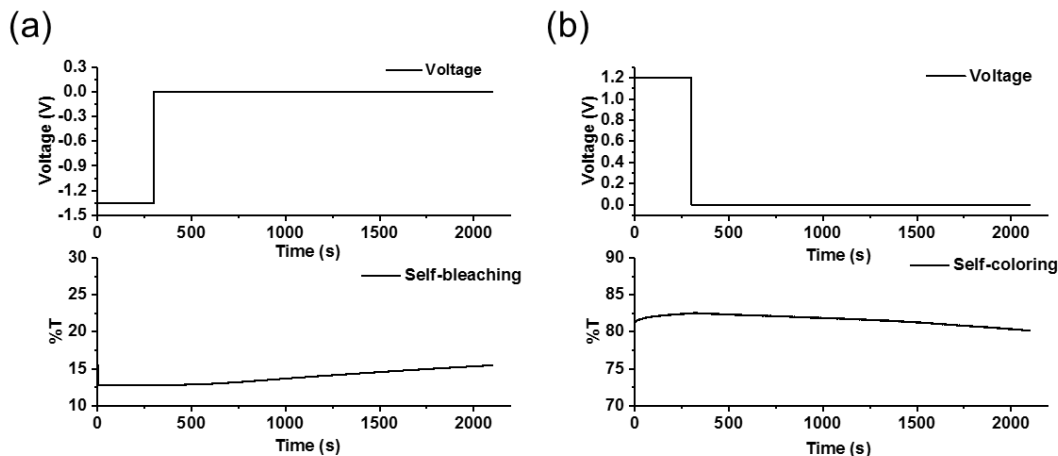 (a)
Voltage
Voltage (V)
0.3
0.0
-0.3
-0.6
-0.9
-1.2
-1.5
0 500 1000 1500 2000
Time (s)
Self-bleaching
%T
30
25
20
15
10
0 500 1000 1500 2000
Time (s)
(b)
Voltage
Voltage (V)
1.2
1.0
0.8
0.6
0.4
0.2
0.0
0 500 1000 1500 2000
Time (s)
Self-coloring
%T
90
85
80
75
70
0 500 1000 1500 2000
Time (s)